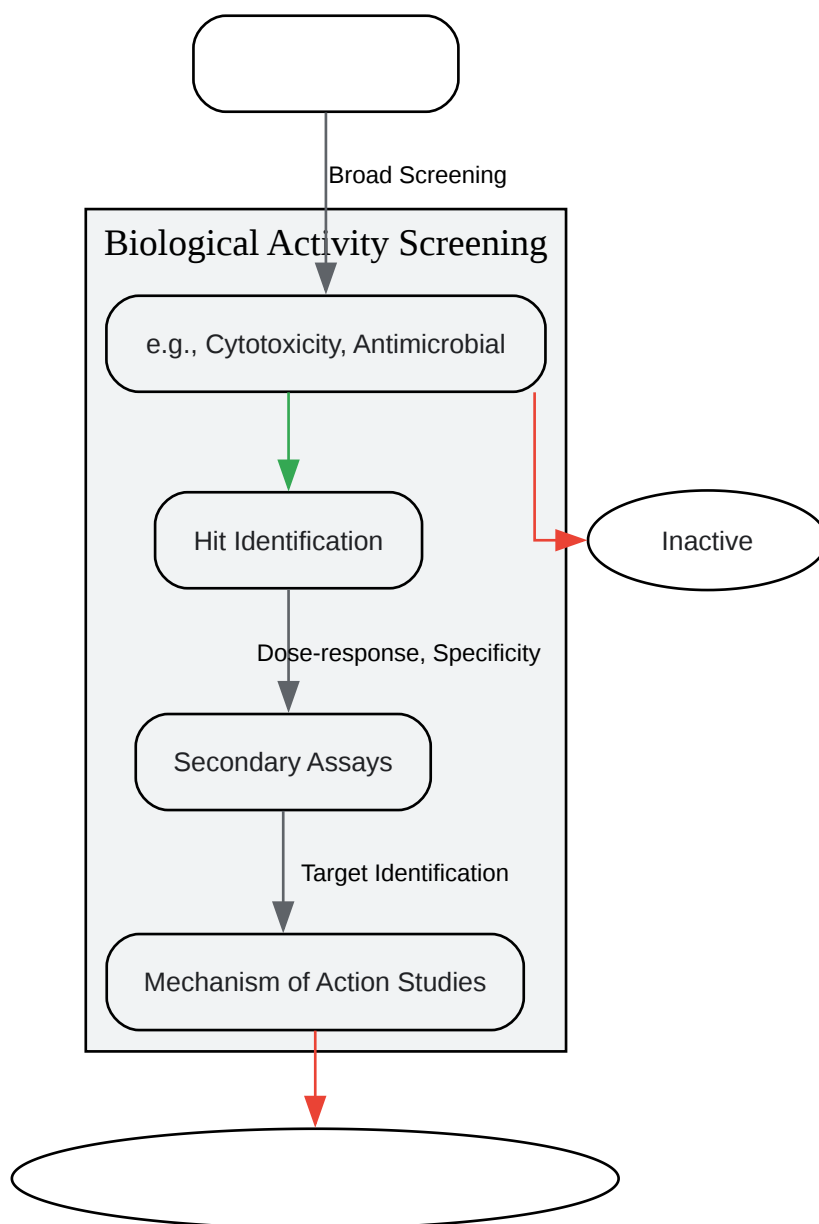 Broad Screening
Biological Activity Screening
e.g., Cytotoxicity, Antimicrobial
Hit Identification
Inactive
Dose-response, Specificity
Secondary Assays
Target Identification
Mechanism of Action Studies